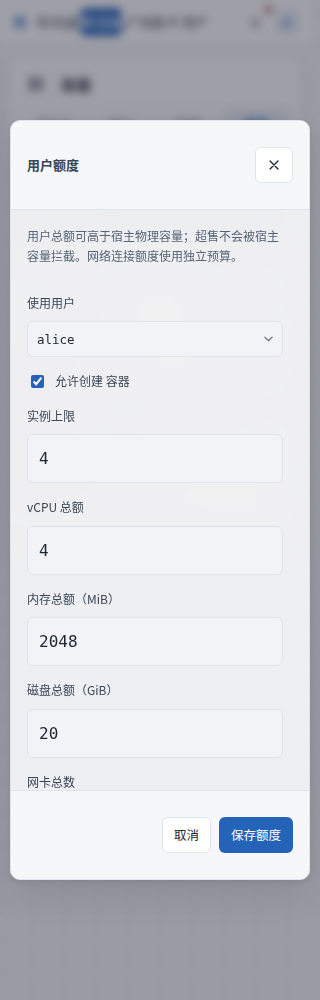 用户额度
用户总额可高于宿主物理容量；超售不会被宿主
容量拦截。网络连接额度使用独立预算。
使用用户
alice
允许创建 容器
实例上限
4
vCPU 总额
4
内存总额（MiB）
2048
磁盘总额（GiB）
20
网卡总数
取消
保存额度